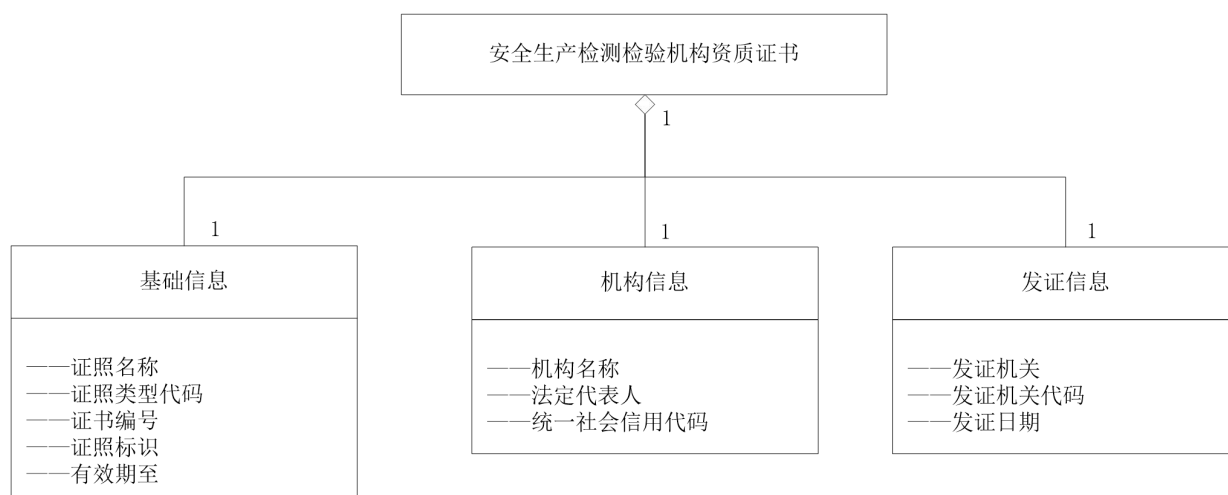 安全生产检测检验机构资质证书
1
1
1
1
基础信息
——证照名称
——证照类型代码
——证书编号
——证照标识
——有效期至
机构信息
——机构名称
——法定代表人
——统一社会信用代码
发证信息
——发证机关
——发证机关代码
——发证日期